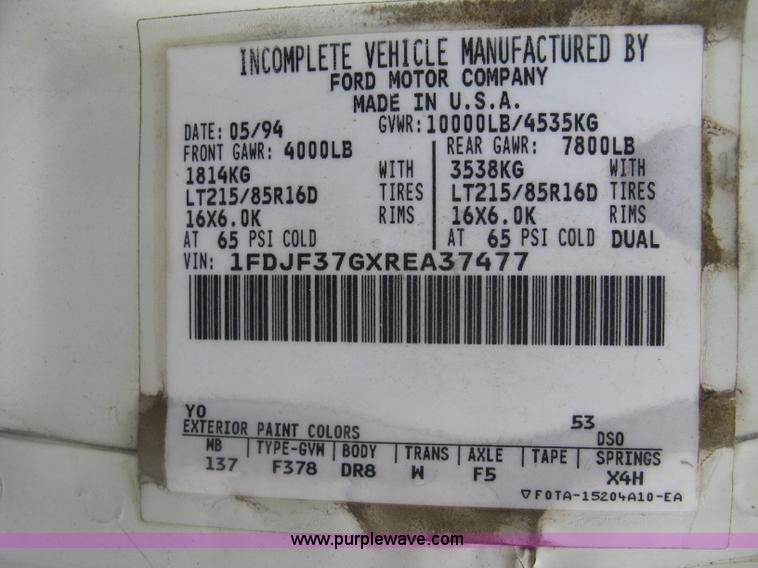 INCOMPLETE VEHICLE MANUFACTURED BY
FORD MOTOR COMPANY
MADE IN U.S.A.
DATE: 05/94 GVWR: 10000LB/4535KG
FRONT GAWR: 4000LB REAR GAWR: 7800LB
1814KG WITH 3538KG WITH
LT215/85R16D TIRES LT215/85R16D TIRES
16X6.0K RIMS 16X6.0K RIMS
AT 65 PSI COLD AT 65 PSI COLD DUAL
VIN: 1FDJF37GXREA37477
YO 53
EXTERIOR PAINT COLORS DSO
WB | TYPE-GVW | BODY | TRANS | AXLE | TAPE | SPRINGS
137 F378 DR8 W F5 X4H
▽F0TA-15204A10-EA
www.purplewave.com